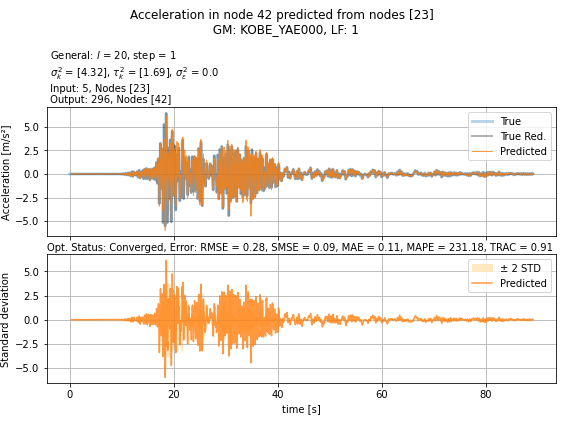 Acceleration in node 42 predicted from nodes [23]
GM: KOBE_YAE000, LF: 1
General: l = 20, step = 1
σ²ₖ = [4.32], τ²ₖ = [1.69], σ²ₑ = 0.0
Input: 5, Nodes [23]
Output: 296, Nodes [42]
Acceleration [m/s²]
5.0
2.5
0.0
−2.5
−5.0
True
True Red.
Predicted
Opt. Status: Converged, Error: RMSE = 0.28, SMSE = 0.09, MAE = 0.11, MAPE = 231.18, TRAC = 0.91
Standard deviation
5.0
2.5
0.0
−2.5
−5.0
± 2 STD
Predicted
0 20 40 60 80
time [s]